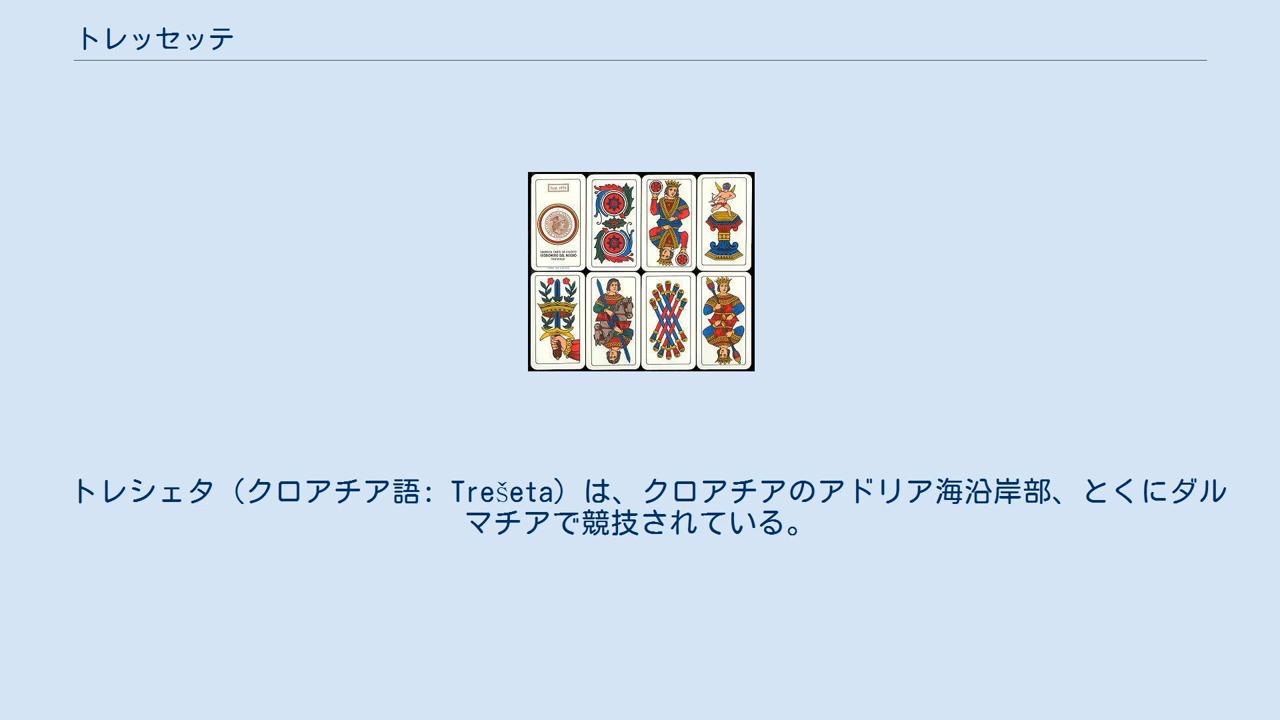 トレッセッテ
トレシェタ（クロアチア語: Trešeta）は、クロアチアのアドリア海沿岸部、とくにダル
マチアで競技されている。